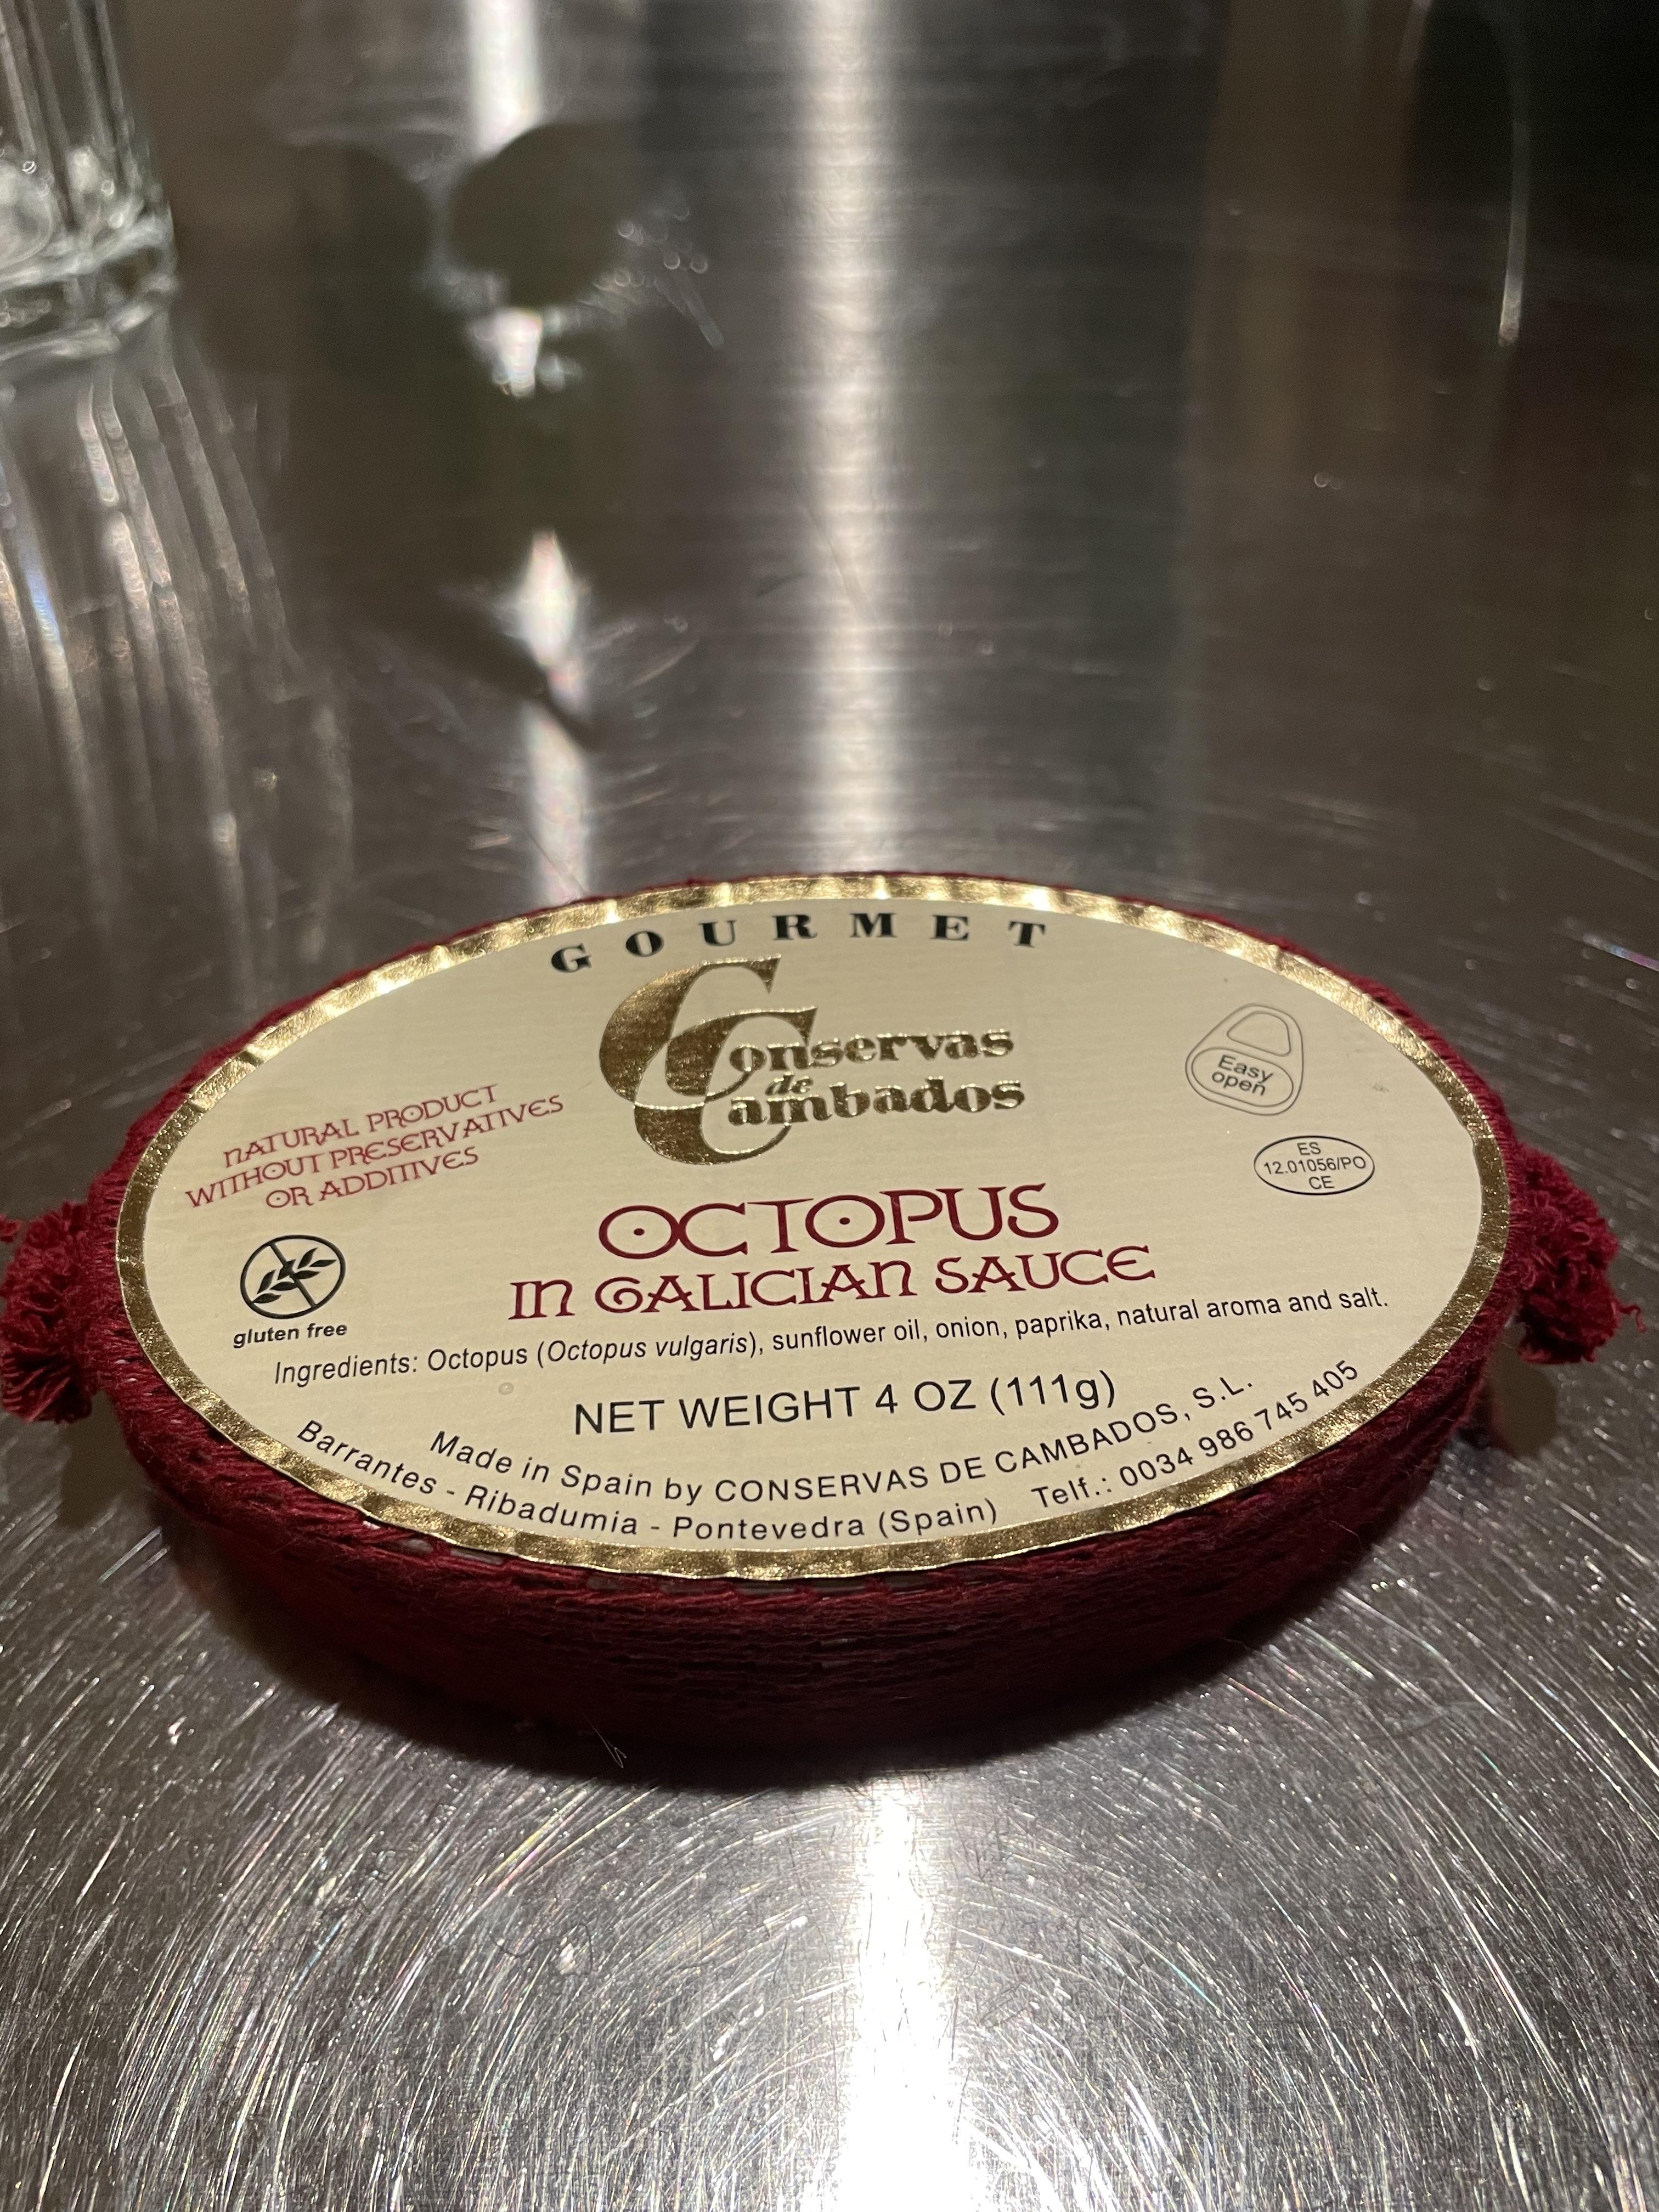 GOURMET
Conservas
de
Cambados
Easy
open
NATURAL PRODUCT
WITHOUT PRESERVATIVES
OR ADDITIVES
ES
12.01056/PO
CE
OCTOPUS
IN GALICIAN SAUCE
gluten free
Ingredients: Octopus (Octopus vulgaris), sunflower oil, onion, paprika, natural aroma and salt.
NET WEIGHT 4 OZ (111g)
Made in Spain by CONSERVAS DE CAMBADOS, S.L.
Barrantes - Ribadumia - Pontevedra (Spain) Telf.: 0034 986 745 405